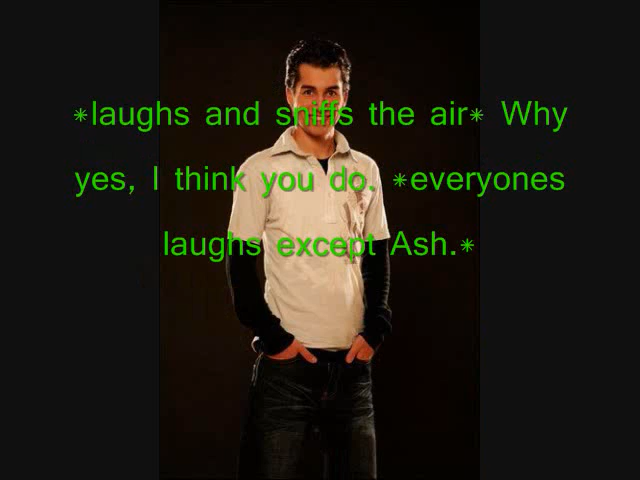 *laughs and sniffs the air* Why
yes, I think you do. *everyones
laughs except Ash.*